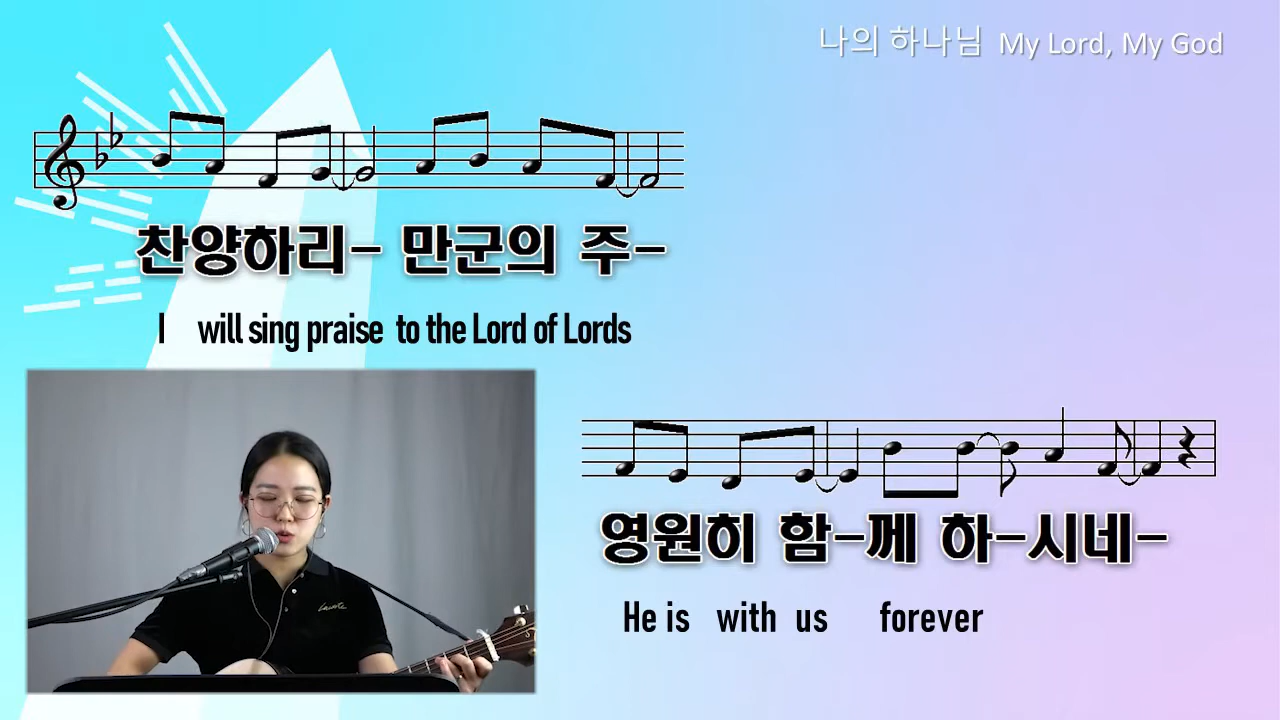 나의 하나님 My Lord, My God
찬양하리- 만군의 주-
I will sing praise to the Lord of Lords
영원히 함-께 하-시네-
He is with us forever